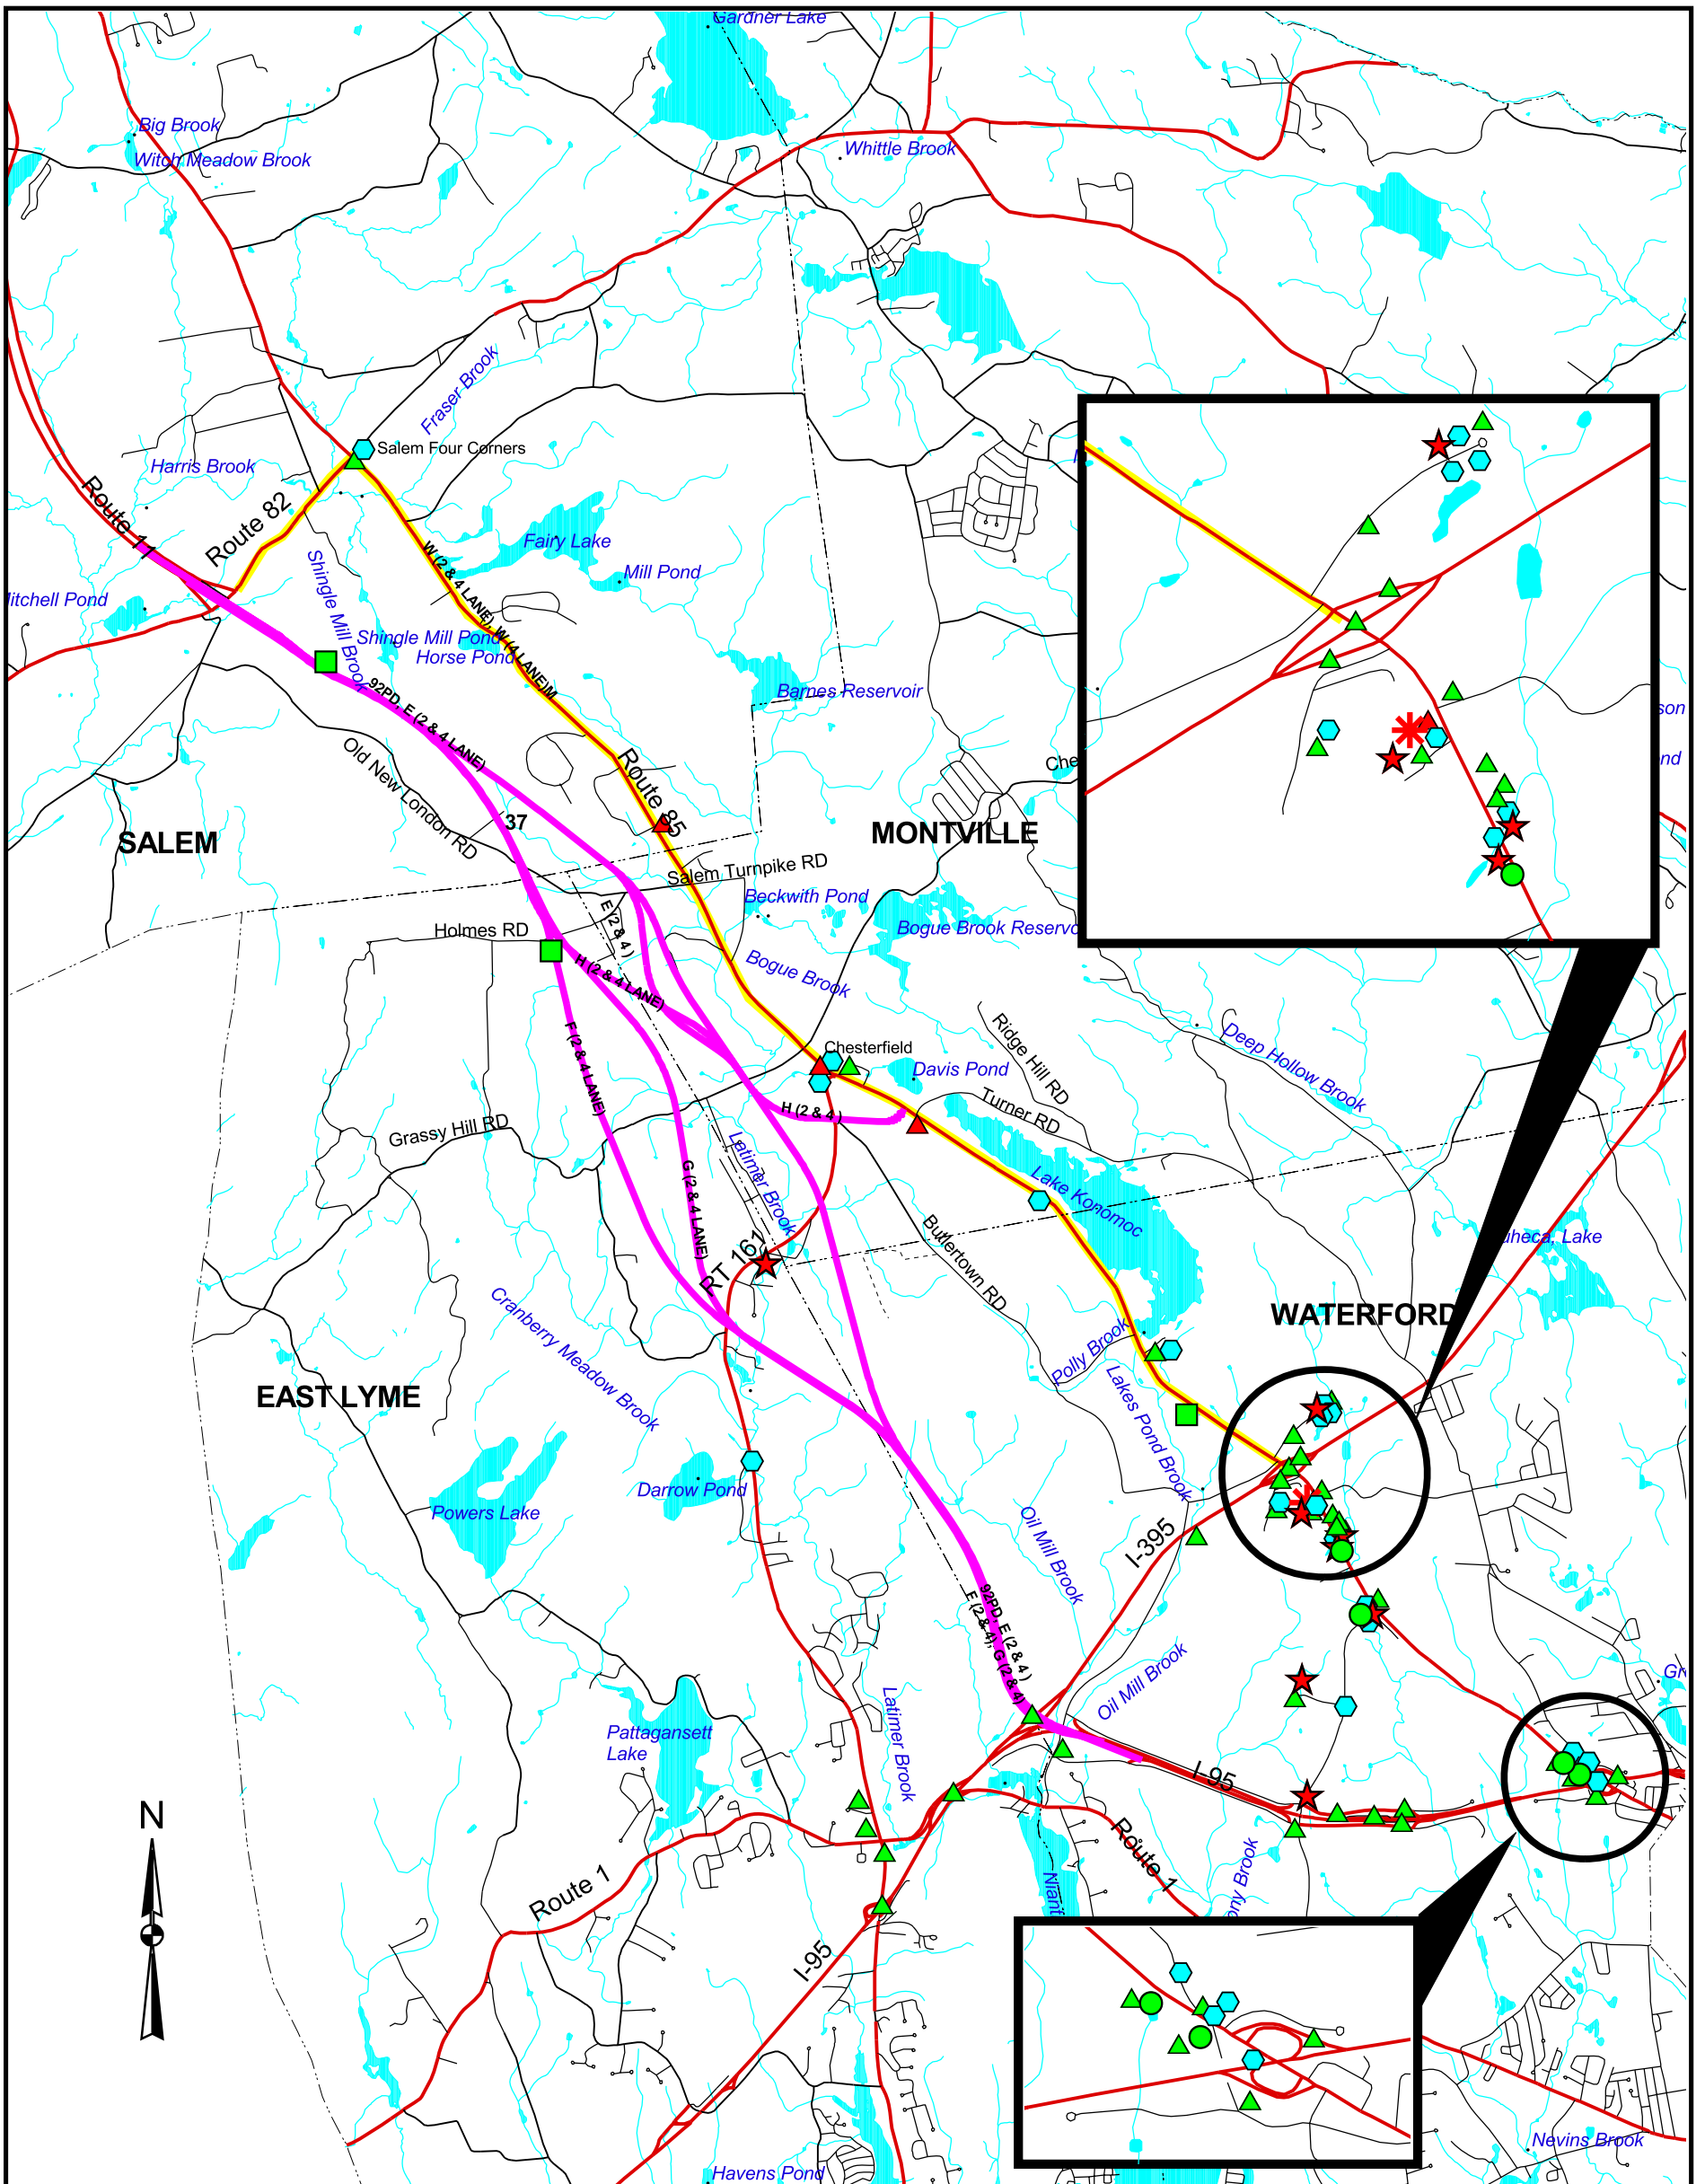 Gardner Lake
Big Brook
Witch Meadow Brook
Whittle Brook
Fraser Brook
Salem Four Corners
Harris Brook
Route 11
Route 82
Fairy Lake
Mill Pond
W (2 & 4 LANE), W (4 LANE)M
Shingle Mill Brook
Shingle Mill Pond
Horse Pond
92PD, E (2 & 4 LANE)
Barnes Reservoir
Old New London RD
Route 85
37
SALEM
MONTVILLE
Salem Turnpike RD
Beckwith Pond
Bogue Brook
E (2 & 4 )
Holmes RD
H (2 & 4 LANE)
Bogue Brook
Chesterfield
Davis Pond
Ridge Hill RD
Turner RD
Deep Hollow Brook
F (2 & 4 LANE)
H (2 & 4 )
Grassy Hill RD
Latimer Brook
G (2 & 4 LANE)
Lake Konomoc
RT 161
Butlertown RD
Lake
Cranberry Meadow Brook
WATERFORD
Polly Brook
Lakes Pond Brook
EAST LYME
Darrow Pond
Powers Lake
Oil Mill Brook
I-395
92PD, E (2 & 4 )
E (2 & 4), G (2 & 4)
Oil Mill Brook
Pattagansett
Lake
Latimer Brook
I-95
N
Route 1
Route 1
I-95
Brook
Nevins Brook
Havens Pond